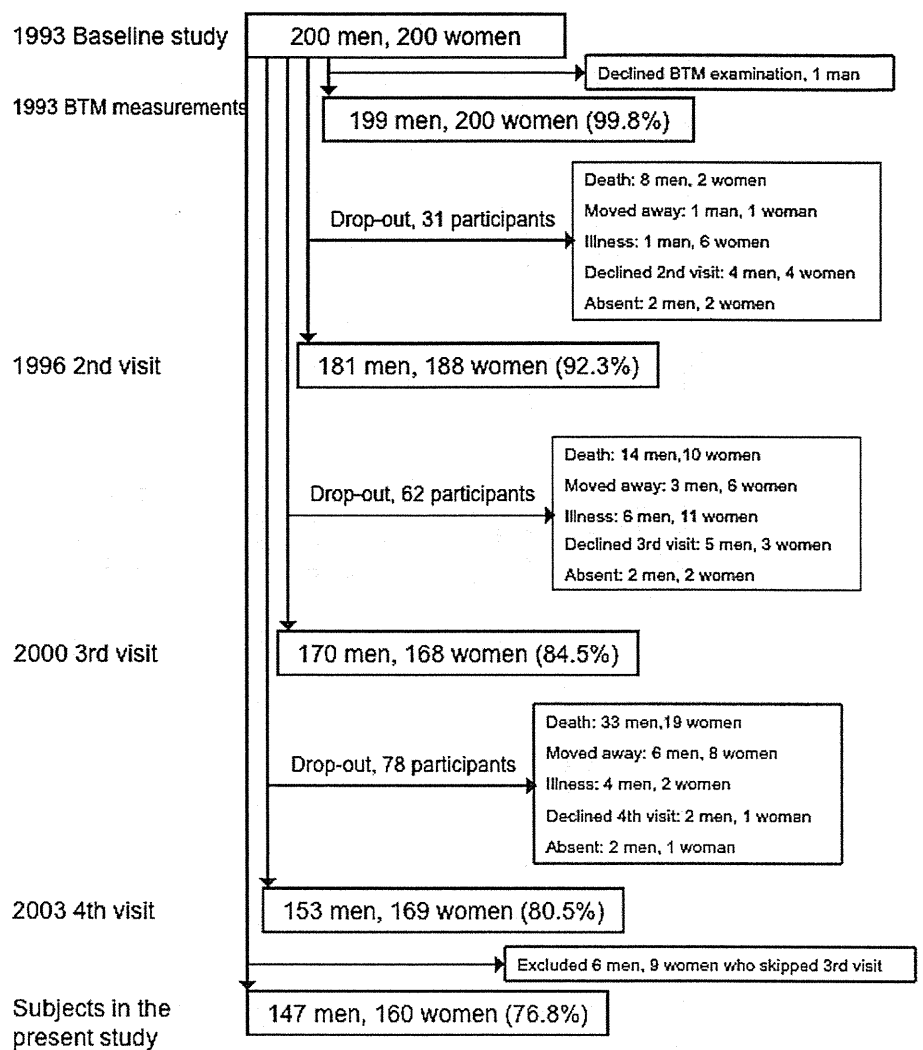 1993 Baseline study
200 men, 200 women
Declined BTM examination, 1 man
1993 BTM measurements
199 men, 200 women (99.8%)
Drop-out, 31 participants
Death: 8 men, 2 women
Moved away: 1 man, 1 woman
Illness: 1 man, 6 women
Declined 2nd visit: 4 men, 4 women
Absent: 2 men, 2 women
1996 2nd visit
181 men, 188 women (92.3%)
Drop-out, 62 participants
Death: 14 men,10 women
Moved away: 3 men, 6 women
Illness: 6 men, 11 women
Declined 3rd visit: 5 men, 3 women
Absent: 2 men, 2 women
2000 3rd visit
170 men, 168 women (84.5%)
Drop-out, 78 participants
Death: 33 men,19 women
Moved away: 6 men, 8 women
Illness: 4 men, 2 women
Declined 4th visit: 2 men, 1 woman
Absent: 2 men, 1 woman
2003 4th visit
153 men, 169 women (80.5%)
Excluded 6 men, 9 women who skipped 3rd visit
Subjects in the
present study
147 men, 160 women (76.8%)